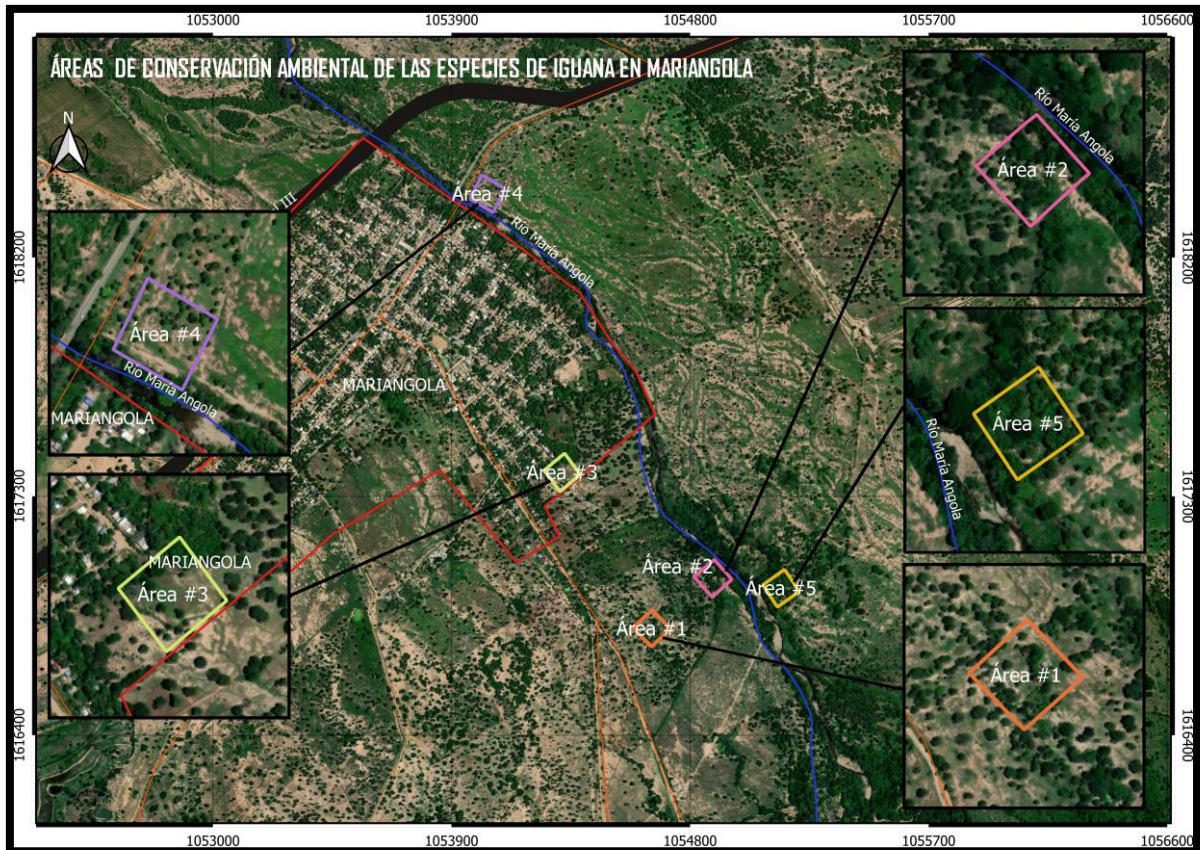 1053000 1053900 1054800 1055700 1056600
ÁREAS DE CONSERVACIÓN AMBIENTAL DE LAS ESPECIES DE IGUANA EN MARIANGOLA
N
Río María Angola
Área #2
Área #4
III
Río María Angola
1618200
1618200
Área #4
Río María Angola
MARIANGOLA
MARIANGOLA
Área #5
Río María Angola
Área #3
1617300
1617300
MARIANGOLA
Área #3
Área #2
Área #5
Área #1
Área #1
1616400
1616400
1053000 1053900 1054800 1055700 1056600